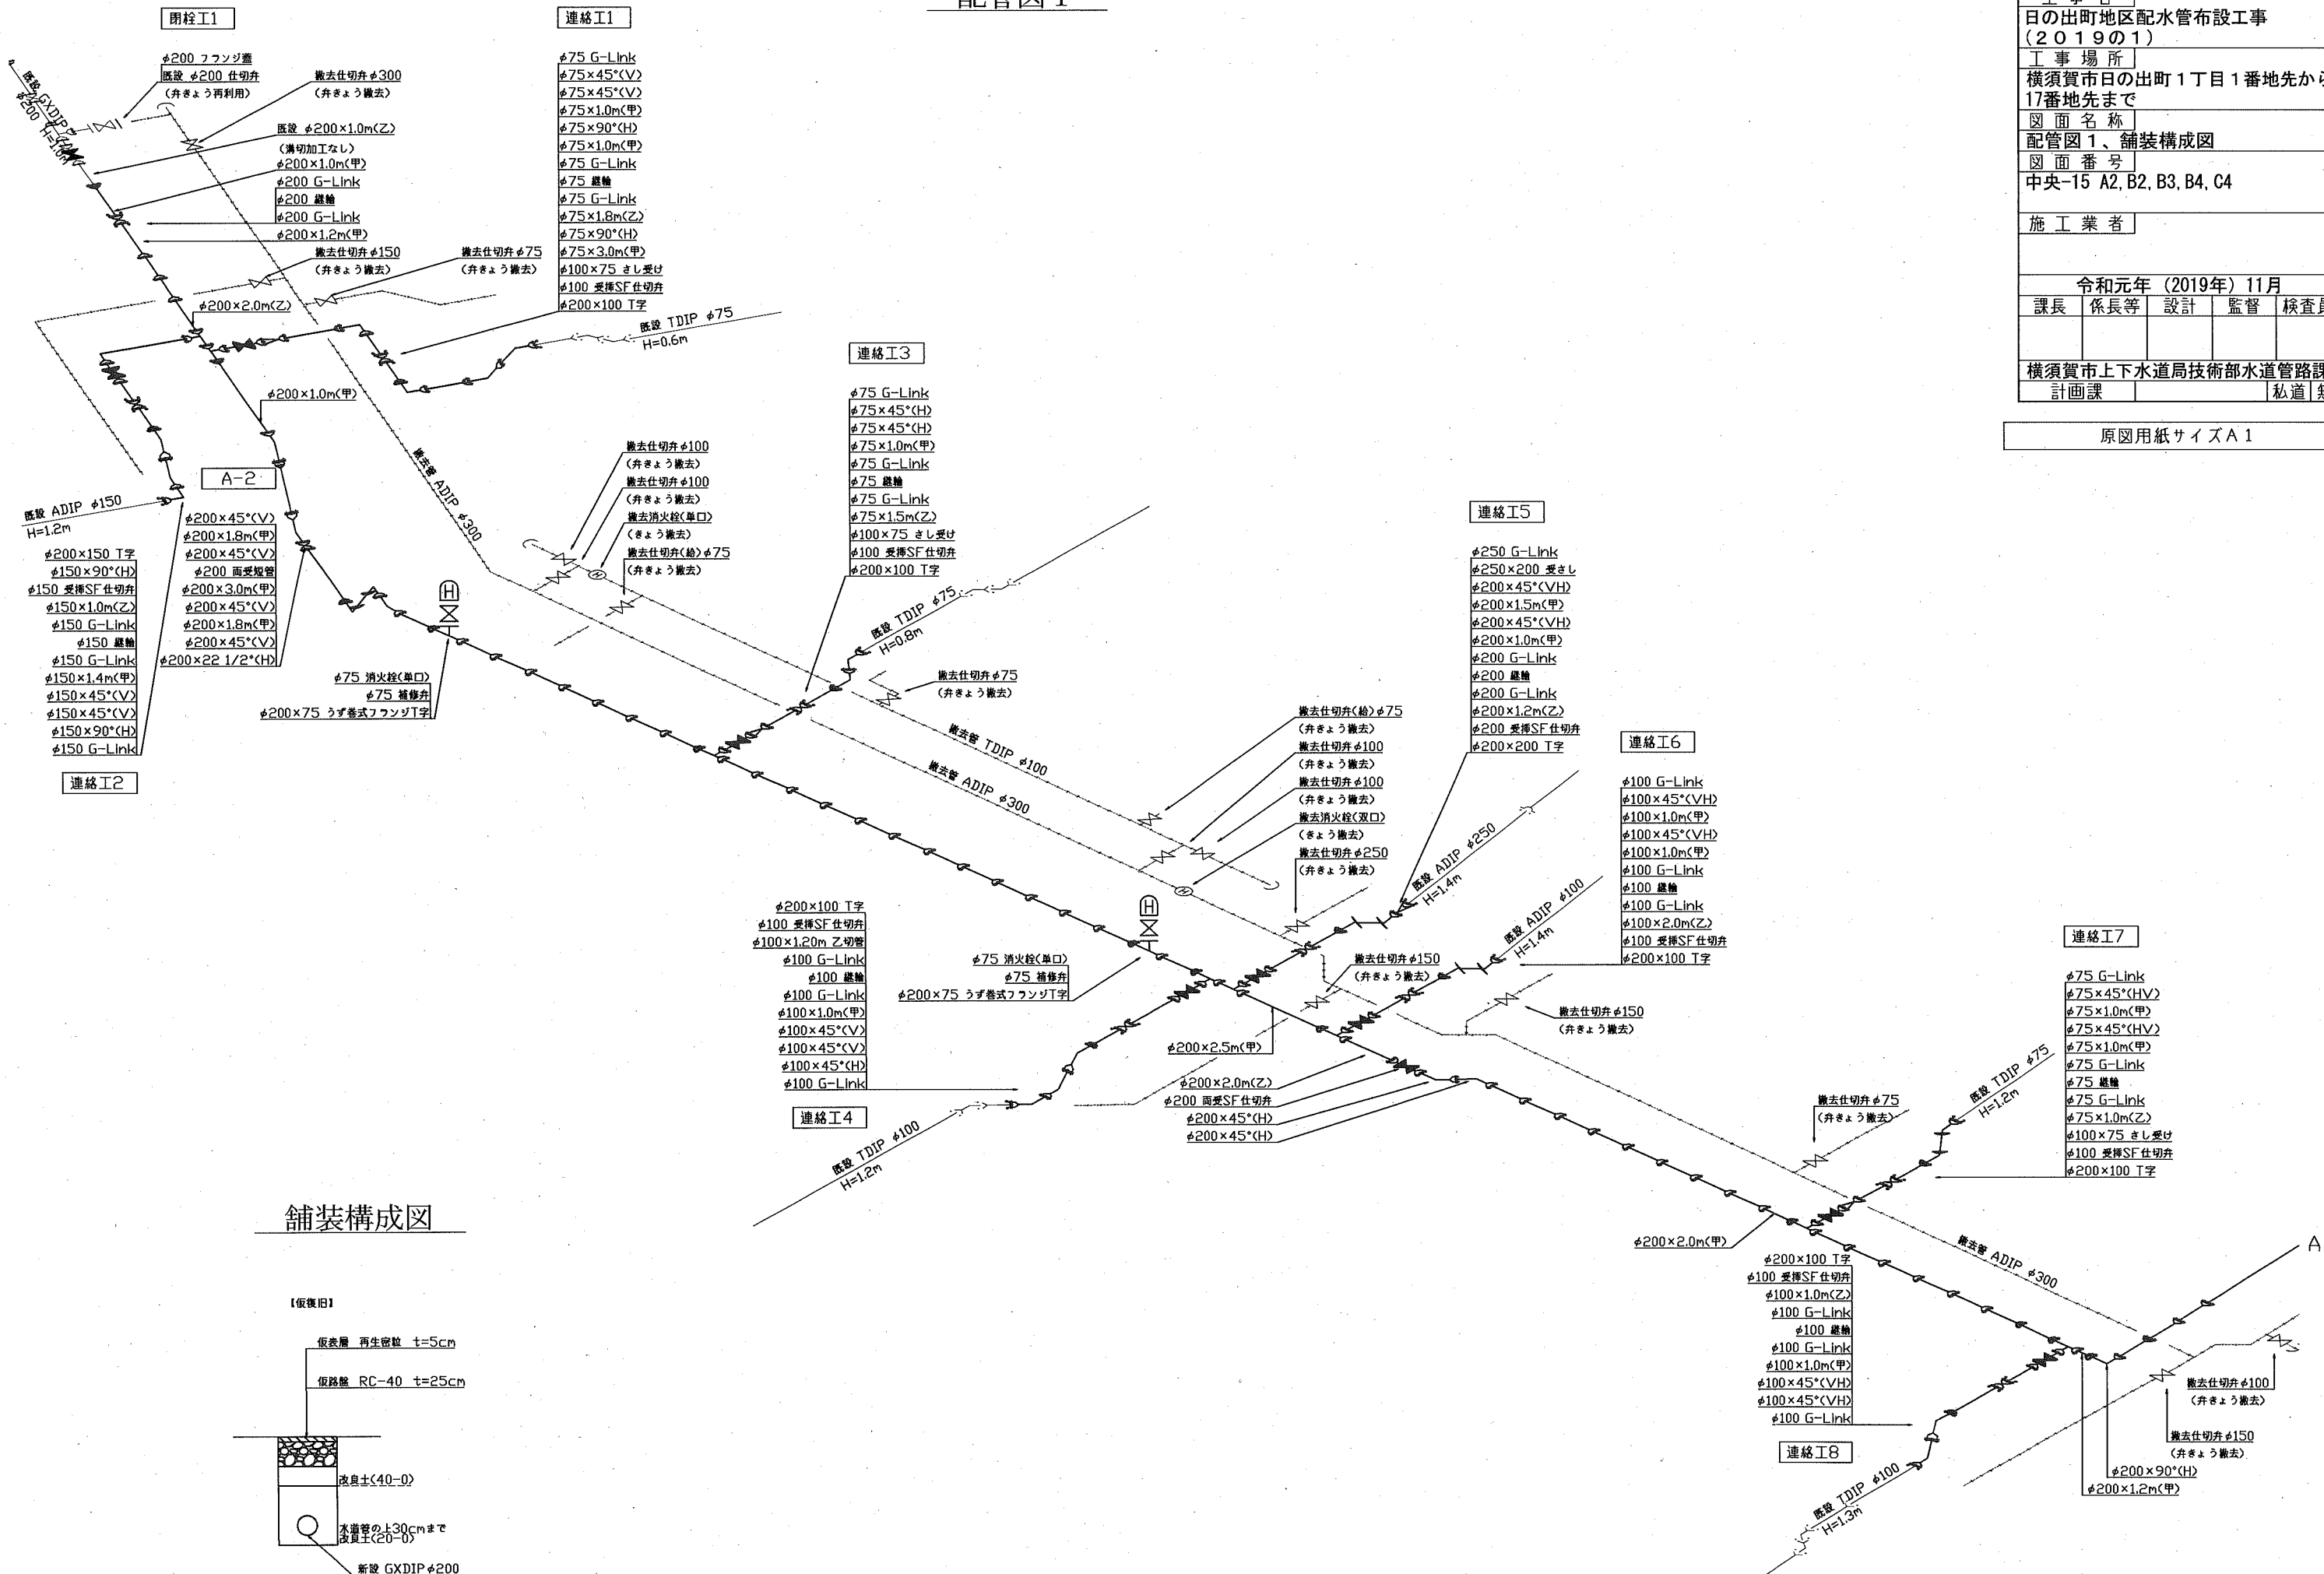 配管図1
工事名
日の出町地区配水管布設工事
(2019の1)
工事場所
横須賀市日の出町1丁目1番地先から
17番地先まで
図面名称
配管図1、舗装構成図
図面番号
中央-15 A2,B2,B3,B4,C4
施工業者
令和元年 (2019年) 11月
課長 係長等 設計 監督 検査員
横須賀市上下水道局技術部水道管路課
計画課 私道
原図用紙サイズA1
閉栓工1
φ200 フランジ蓋
既設 φ200 仕切弁
(弁きょう再利用)
撤去仕切弁φ300
(弁きょう撤去)
既設 GXDIP
φ200 H=1.0m
既設 φ200×1.0m(乙)
(溝切加工なし)
φ200×1.0m(甲)
φ200 G-Link
φ200 継輪
φ200 G-Link
φ200×1.2m(甲)
撤去仕切弁φ150
(弁きょう撤去)
撤去仕切弁φ75
(弁きょう撤去)
φ200×2.0m(乙)
連絡工1
φ75 G-Link
φ75×45°(V)
φ75×45°(V)
φ75×1.0m(甲)
φ75×90°(H)
φ75×1.0m(甲)
φ75 G-Link
φ75 継輪
φ75 G-Link
φ75×1.8m(乙)
φ75×90°(H)
φ75×3.0m(甲)
φ100×75 さし受け
φ100 受挿SF仕切弁
φ200×100 T字
既設 TDIP φ75
H=0.6m
φ200×1.0m(甲)
撤去管 ADIP φ300
A-2
既設 ADIP φ150
H=1.2m
φ200×150 T字
φ150×90°(H)
φ150 受挿SF仕切弁
φ150×1.0m(乙)
φ150 G-Link
φ150 継輪
φ150 G-Link
φ150×1.4m(甲)
φ150×45°(V)
φ150×45°(V)
φ150×90°(H)
φ150 G-Link
連絡工2
φ200×45°(V)
φ200×1.8m(甲)
φ200×45°(V)
φ200 両受短管
φ200×3.0m(甲)
φ200×45°(V)
φ200×1.8m(甲)
φ200×45°(V)
φ200×22 1/2°(H)
H
φ75 消火栓(単口)
φ75 補修弁
φ200×75 うず巻式フランジT字
撤去仕切弁φ100
(弁きょう撤去)
撤去仕切弁φ100
(弁きょう撤去)
撤去消火栓(単口)
(きょう撤去)
撤去仕切弁(給)φ75
(弁きょう撤去)
H
連絡工3
φ75 G-Link
φ75×45°(H)
φ75×45°(H)
φ75×1.0m(甲)
φ75 G-Link
φ75 継輪
φ75 G-Link
φ75×1.5m(乙)
φ100×75 さし受け
φ100 受挿SF仕切弁
φ200×100 T字
既設 TDIP φ75
H=0.8m
撤去仕切弁φ75
(弁きょう撤去)
撤去管 TDIP φ100
撤去管 ADIP φ300
連絡工5
φ250 G-Link
φ250×200 受さし
φ200×45°(VH)
φ200×1.5m(甲)
φ200×45°(VH)
φ200×1.0m(甲)
φ200 G-Link
φ200 継輪
φ200 G-Link
φ200×1.2m(乙)
φ200 受挿SF仕切弁
φ200×200 T字
撤去仕切弁(給)φ75
(弁きょう撤去)
撤去仕切弁φ100
(弁きょう撤去)
撤去仕切弁φ100
(弁きょう撤去)
撤去消火栓(双口)
(きょう撤去)
撤去仕切弁φ250
(弁きょう撤去)
H
既設 ADIP φ250
H=1.4m
連絡工6
φ100 G-Link
φ100×45°(VH)
φ100×1.0m(甲)
φ100×45°(VH)
φ100×1.0m(甲)
φ100 G-Link
φ100 継輪
φ100 G-Link
φ100×2.0m(乙)
φ100 受挿SF仕切弁
φ200×100 T字
既設 ADIP φ100
H=1.4m
φ200×100 T字
φ100 受挿SF仕切弁
φ100×1.20m 乙切管
φ100 G-Link
φ100 継輪
φ100 G-Link
φ100×1.0m(甲)
φ100×45°(V)
φ100×45°(V)
φ100×45°(H)
φ100 G-Link
連絡工4
既設 TDIP φ100
H=1.2m
H
φ75 消火栓(単口)
φ75 補修弁
φ200×75 うず巻式フランジT字
撤去仕切弁φ150
(弁きょう撤去)
撤去仕切弁φ150
(弁きょう撤去)
φ200×2.5m(甲)
φ200×2.0m(乙)
φ200 両受SF仕切弁
φ200×45°(H)
φ200×45°(H)
連絡工7
φ75 G-Link
φ75×45°(HV)
φ75×1.0m(甲)
φ75×45°(HV)
φ75×1.0m(甲)
φ75 G-Link
φ75 継輪
φ75 G-Link
φ75×1.0m(乙)
φ100×75 さし受け
φ100 受挿SF仕切弁
φ200×100 T字
既設 TDIP φ75
H=1.2m
撤去仕切弁φ75
(弁きょう撤去)
φ200×2.0m(甲)
撤去管 ADIP φ300
A
φ200×100 T字
φ100 受挿SF仕切弁
φ100×1.0m(乙)
φ100 G-Link
φ100 継輪
φ100 G-Link
φ100×1.0m(甲)
φ100×45°(VH)
φ100×45°(VH)
φ100 G-Link
連絡工8
既設 TDIP φ100
H=1.3m
撤去仕切弁φ100
(弁きょう撤去)
撤去仕切弁φ150
(弁きょう撤去)
φ200×90°(H)
φ200×1.2m(甲)
舗装構成図
【仮復旧】
仮表層 再生密粒 t=5cm
仮路盤 RC-40 t=25cm
改良土(40-0)
水道管の上30cmまで
改良土(20-0)
新設 GXDIPφ200